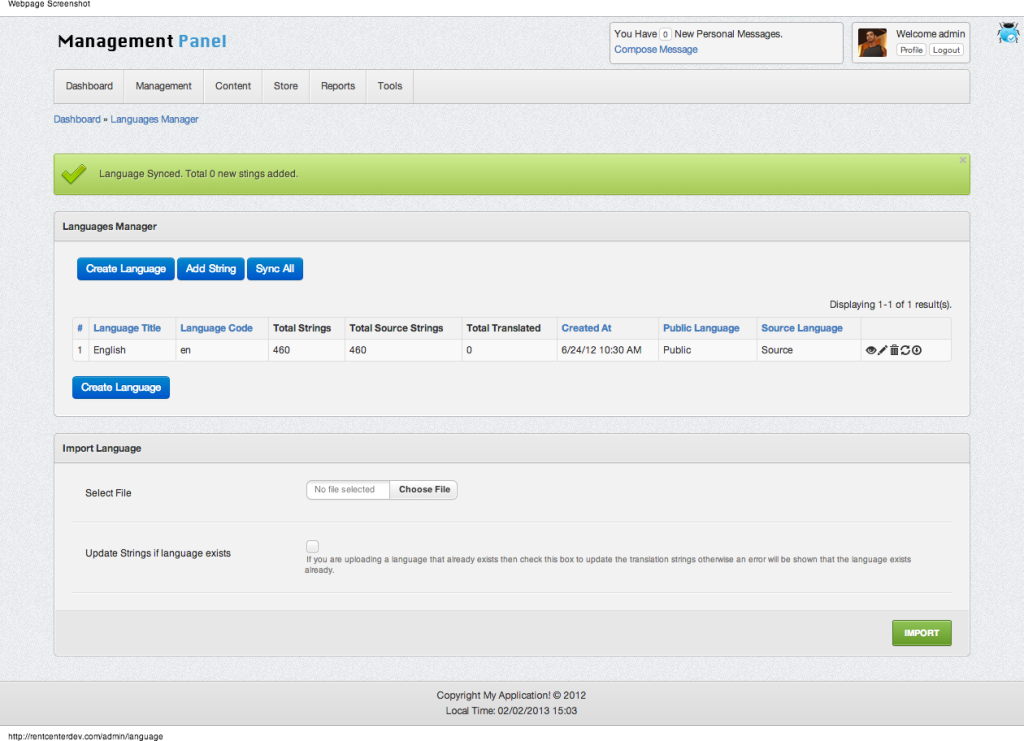 Webpage Screenshot
Management Panel
You Have 0 New Personal Messages.
Compose Message
Welcome admin
Profile Logout
Dashboard Management Content Store Reports Tools
Dashboard » Languages Manager
Language Synced. Total 0 new stings added.
×
Languages Manager
Create Language Add String Sync All
Displaying 1-1 of 1 result(s).
# Language Title Language Code Total Strings Total Source Strings Total Translated Created At Public Language Source Language
1 English en 460 460 0 6/24/12 10:30 AM Public Source
Create Language
Import Language
Select File No file selected Choose File
Update Strings if language exists
If you are uploading a language that already exists then check this box to update the translation strings otherwise an error will be shown that the language exists
already.
IMPORT
Copyright My Application! © 2012
Local Time: 02/02/2013 15:03
http://rentcenterdev.com/admin/language